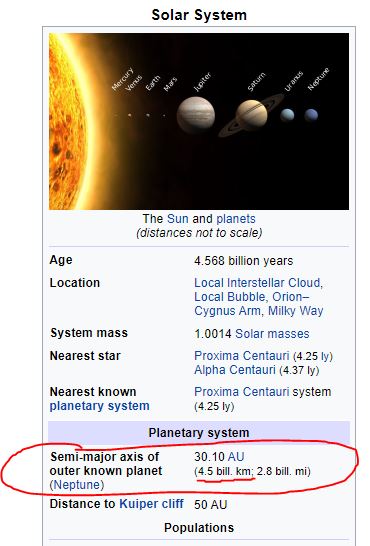 Solar System
Mercury
Venus
Earth
Mars
Jupiter
Saturn
Uranus
Neptune
The Sun and planets
(distances not to scale)
Age 4.568 billion years
Location Local Interstellar Cloud,
Local Bubble, Orion–
Cygnus Arm, Milky Way
System mass 1.0014 Solar masses
Nearest star Proxima Centauri (4.25 ly)
Alpha Centauri (4.37 ly)
Nearest known Proxima Centauri system
planetary system (4.25 ly)
Planetary system
Semi-major axis of 30.10 AU
outer known planet (4.5 bill. km; 2.8 bill. mi)
(Neptune)
Distance to Kuiper cliff 50 AU
Populations